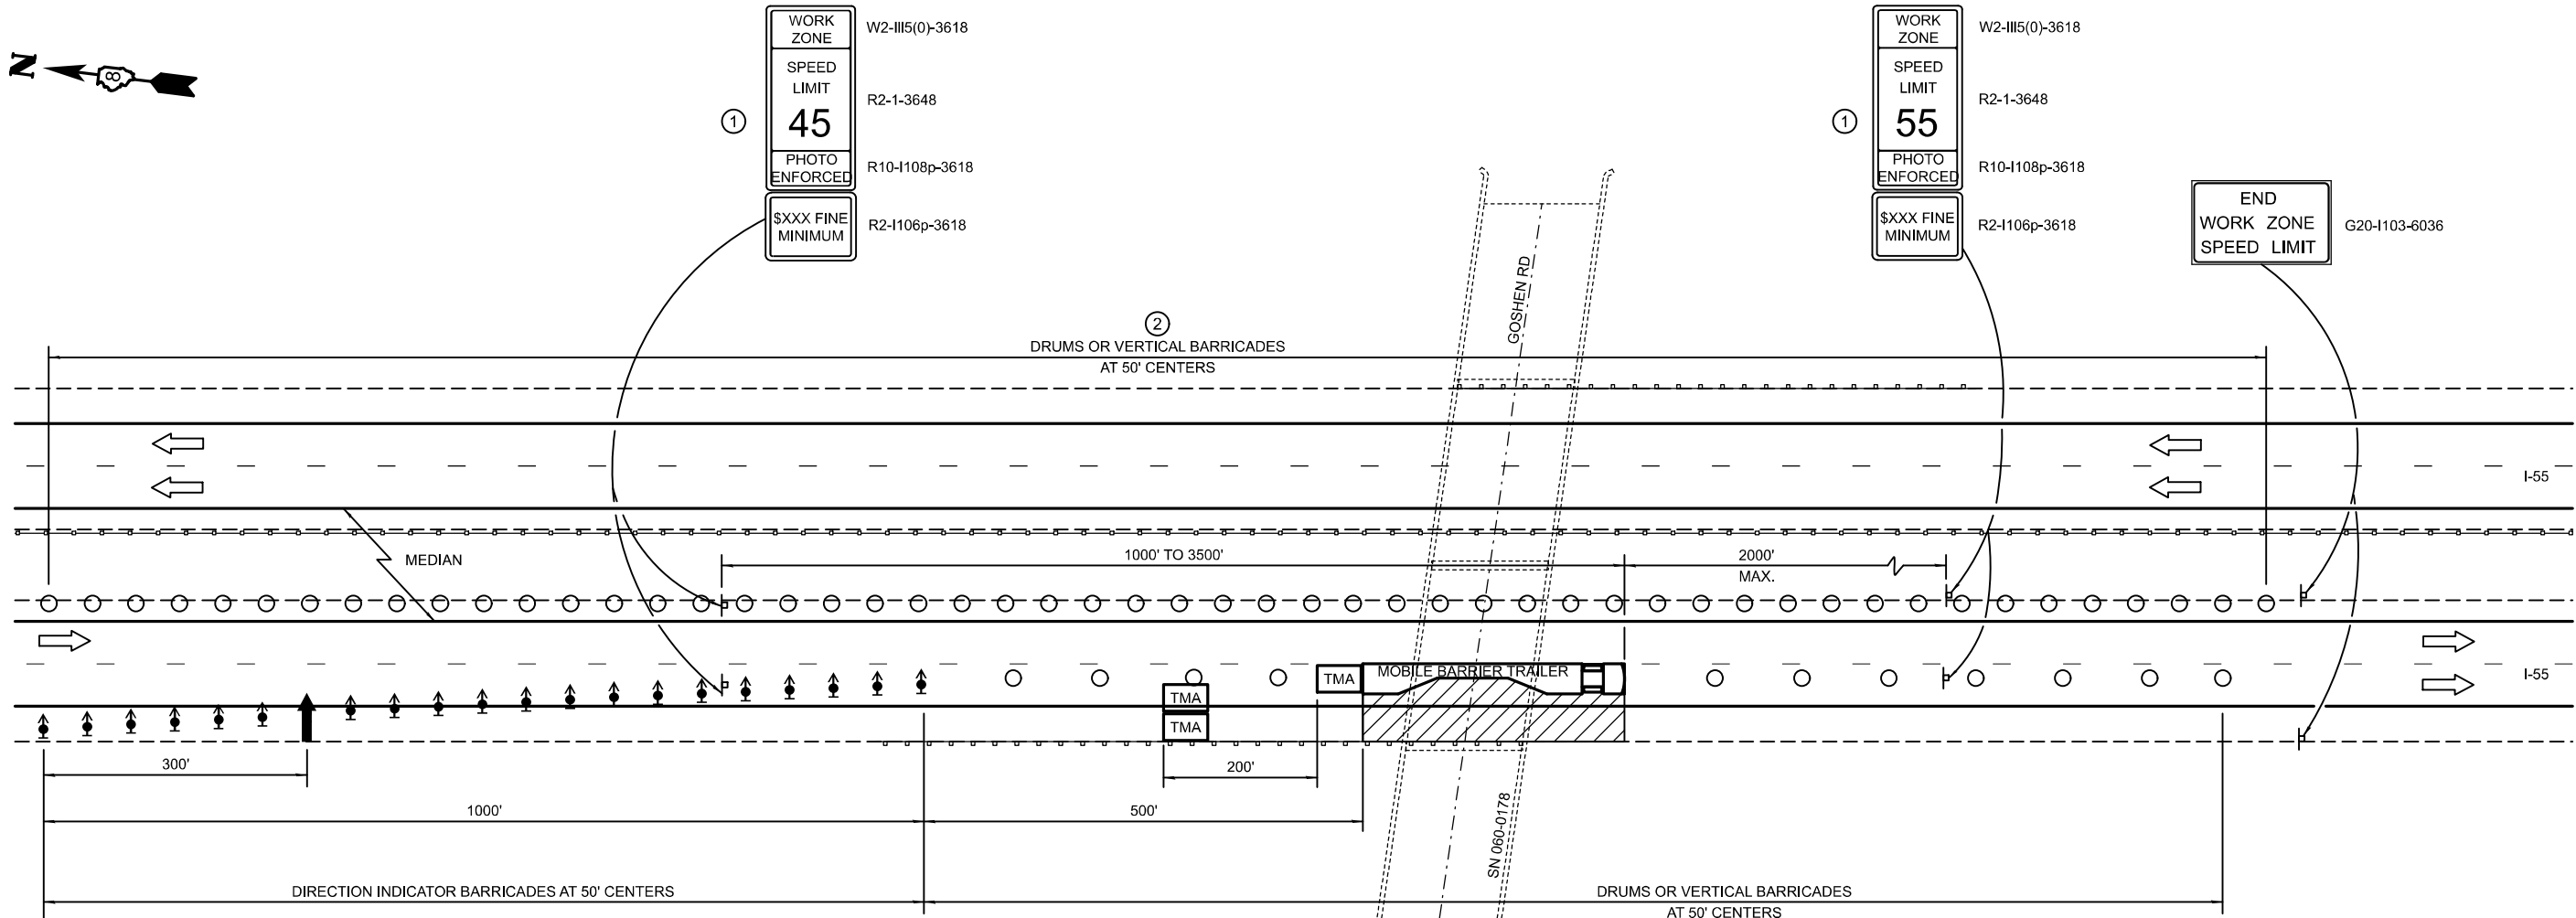 WORK
ZONE
SPEED
LIMIT
45
PHOTO
ENFORCED
$XXX FINE
MINIMUM
W2-III5(0)-3618
R2-1-3648
R10-I108p-3618
R2-I106p-3618
1
WORK
ZONE
SPEED
LIMIT
55
PHOTO
ENFORCED
$XXX FINE
MINIMUM
W2-III5(0)-3618
R2-1-3648
R10-I108p-3618
R2-I106p-3618
1
END
WORK ZONE
SPEED LIMIT
G20-I103-6036
N
8
2
DRUMS OR VERTICAL BARRICADES
AT 50' CENTERS
GOSHEN RD
I-55
MEDIAN
1000' TO 3500'
2000'
MAX.
TMA
MOBILE BARRIER TRAILER
TMA
TMA
I-55
300'
200'
1000'
500'
SN 060-0178
DIRECTION INDICATOR BARRICADES AT 50' CENTERS
DRUMS OR VERTICAL BARRICADES
AT 50' CENTERS